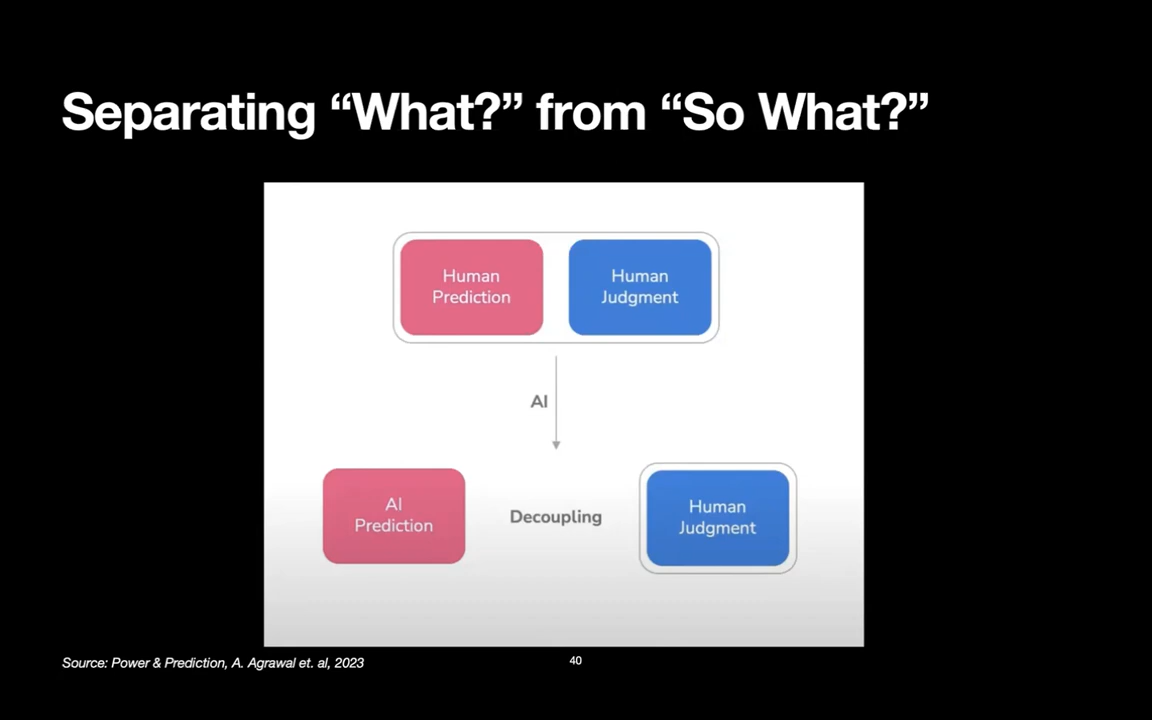 Separating “What?” from “So What?”
Human
Prediction
Human
Judgment
AI
AI
Prediction
Decoupling
Human
Judgment
Source: Power & Prediction, A. Agrawal et. al, 2023
40